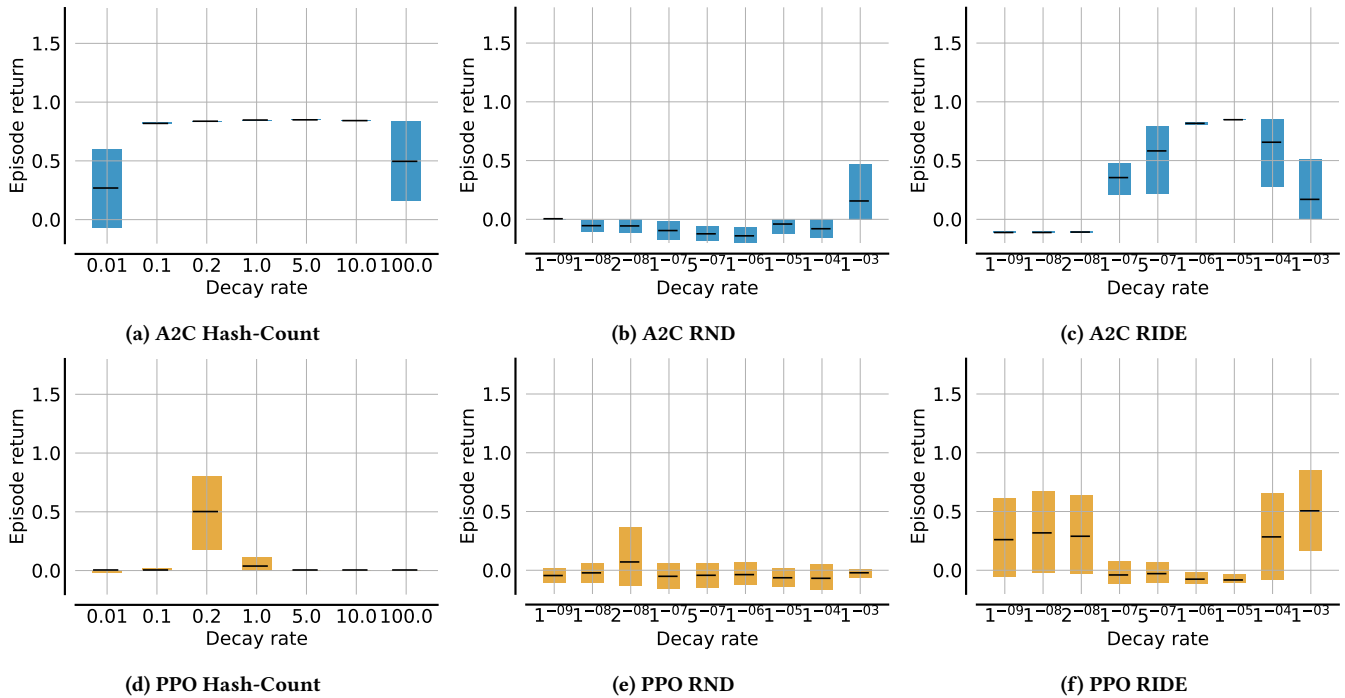 1.5
1.0
0.5
0.0
Episode return
0.01 0.1 0.2 1.0 5.0 10.0 100.0
Decay rate
(a) A2C Hash-Count
1.5
1.0
0.5
0.0
Episode return
1⁻⁰⁹ 1⁻⁰⁸ 2⁻⁰⁸ 1⁻⁰⁷ 5⁻⁰⁷ 1⁻⁰⁶ 1⁻⁰⁵ 1⁻⁰⁴ 1⁻⁰³
Decay rate
(b) A2C RND
1.5
1.0
0.5
0.0
Episode return
1⁻⁰⁹ 1⁻⁰⁸ 2⁻⁰⁸ 1⁻⁰⁷ 5⁻⁰⁷ 1⁻⁰⁶ 1⁻⁰⁵ 1⁻⁰⁴ 1⁻⁰³
Decay rate
(c) A2C RIDE
1.5
1.0
0.5
0.0
Episode return
0.01 0.1 0.2 1.0 5.0 10.0 100.0
Decay rate
(d) PPO Hash-Count
1.5
1.0
0.5
0.0
Episode return
1⁻⁰⁹ 1⁻⁰⁸ 2⁻⁰⁸ 1⁻⁰⁷ 5⁻⁰⁷ 1⁻⁰⁶ 1⁻⁰⁵ 1⁻⁰⁴ 1⁻⁰³
Decay rate
(e) PPO RND
1.5
1.0
0.5
0.0
Episode return
1⁻⁰⁹ 1⁻⁰⁸ 2⁻⁰⁸ 1⁻⁰⁷ 5⁻⁰⁷ 1⁻⁰⁶ 1⁻⁰⁵ 1⁻⁰⁴ 1⁻⁰³
Decay rate
(f) PPO RIDE